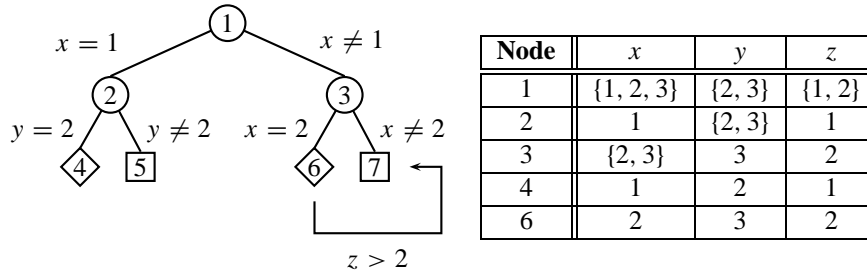 1
x = 1 x ≠ 1
2 3
y = 2 y ≠ 2 x = 2 x ≠ 2
4 5 6 7
z > 2
Node x y z
1 {1, 2, 3} {2, 3} {1, 2}
2 1 {2, 3} 1
3 {2, 3} 3 2
4 1 2 1
6 2 3 2